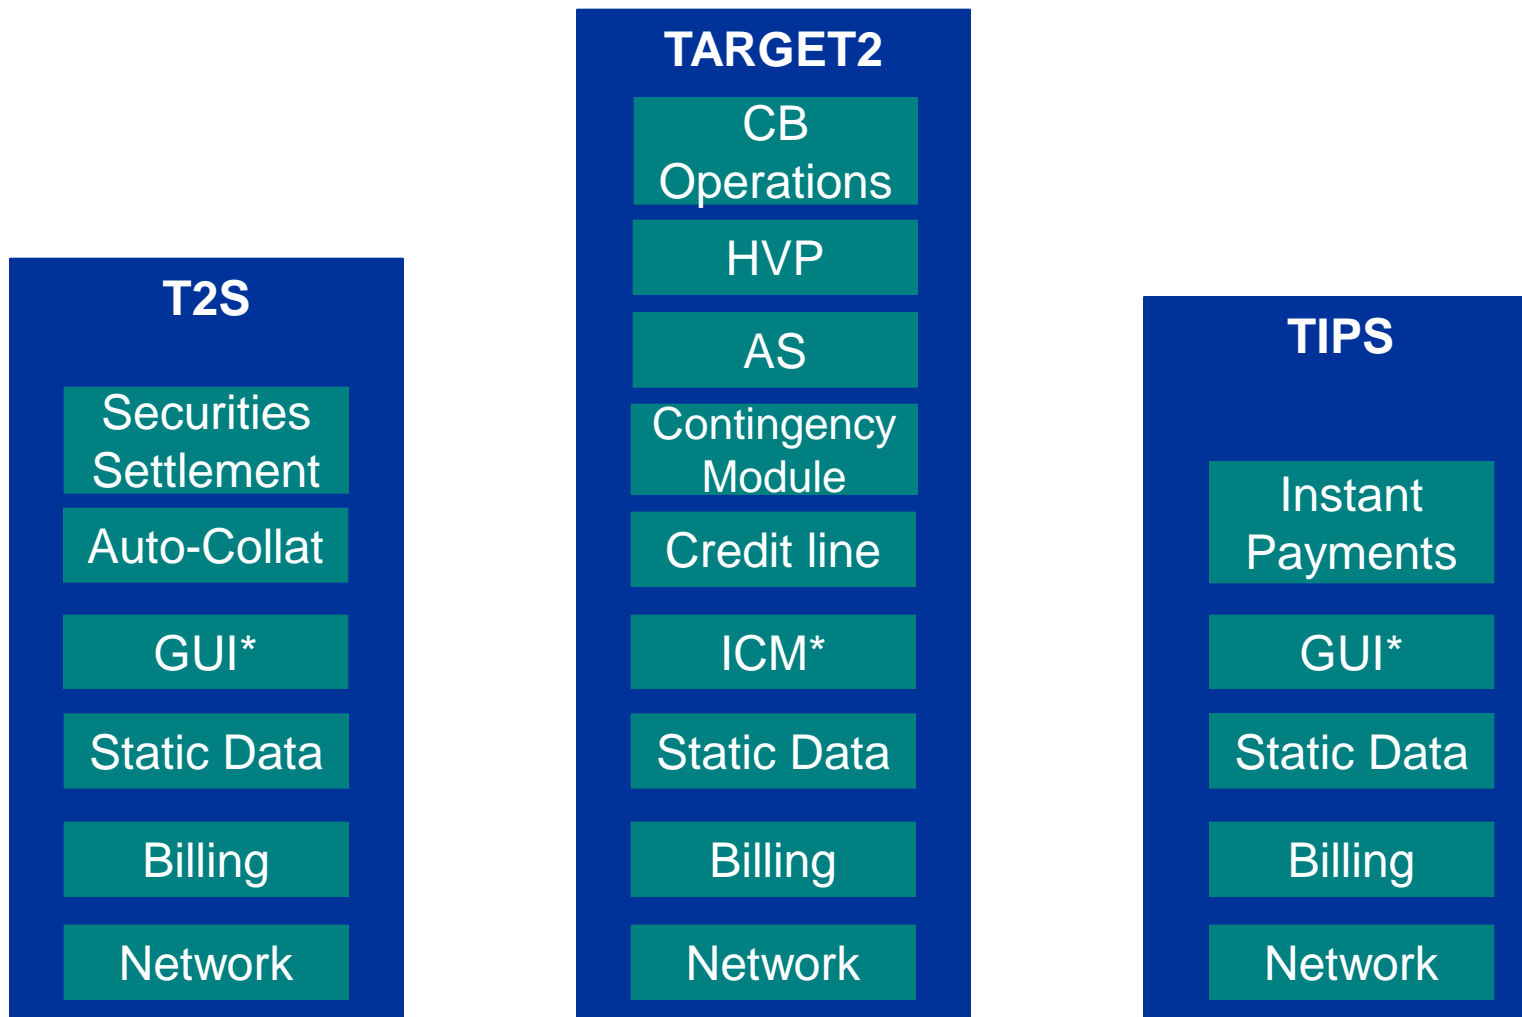 T2S
Securities
Settlement
Auto-Collat
GUI*
Static Data
Billing
Network
TARGET2
CB
Operations
HVP
AS
Contingency
Module
Credit line
ICM*
Static Data
Billing
Network
TIPS
Instant
Payments
GUI*
Static Data
Billing
Network